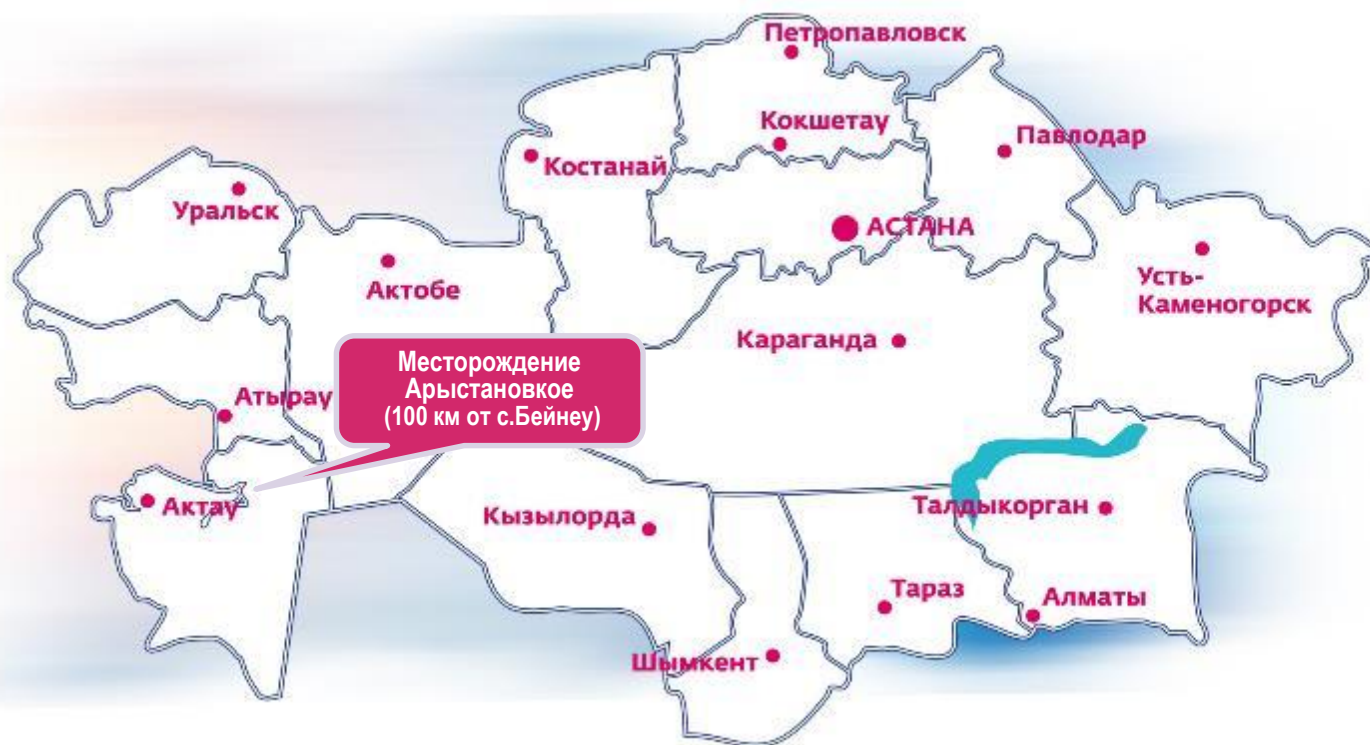 Петропавловск
Кокшетау
Павлодар
Костанай
Уральск
АСТАНА
Актобе
Усть-
Каменогорск
Караганда
Месторождение
Арыстановкое
(100 км от с.Бейнеу)
Атырау
Актау
Кызылорда
Талдыкорган
Тараз
Алматы
Шымкент